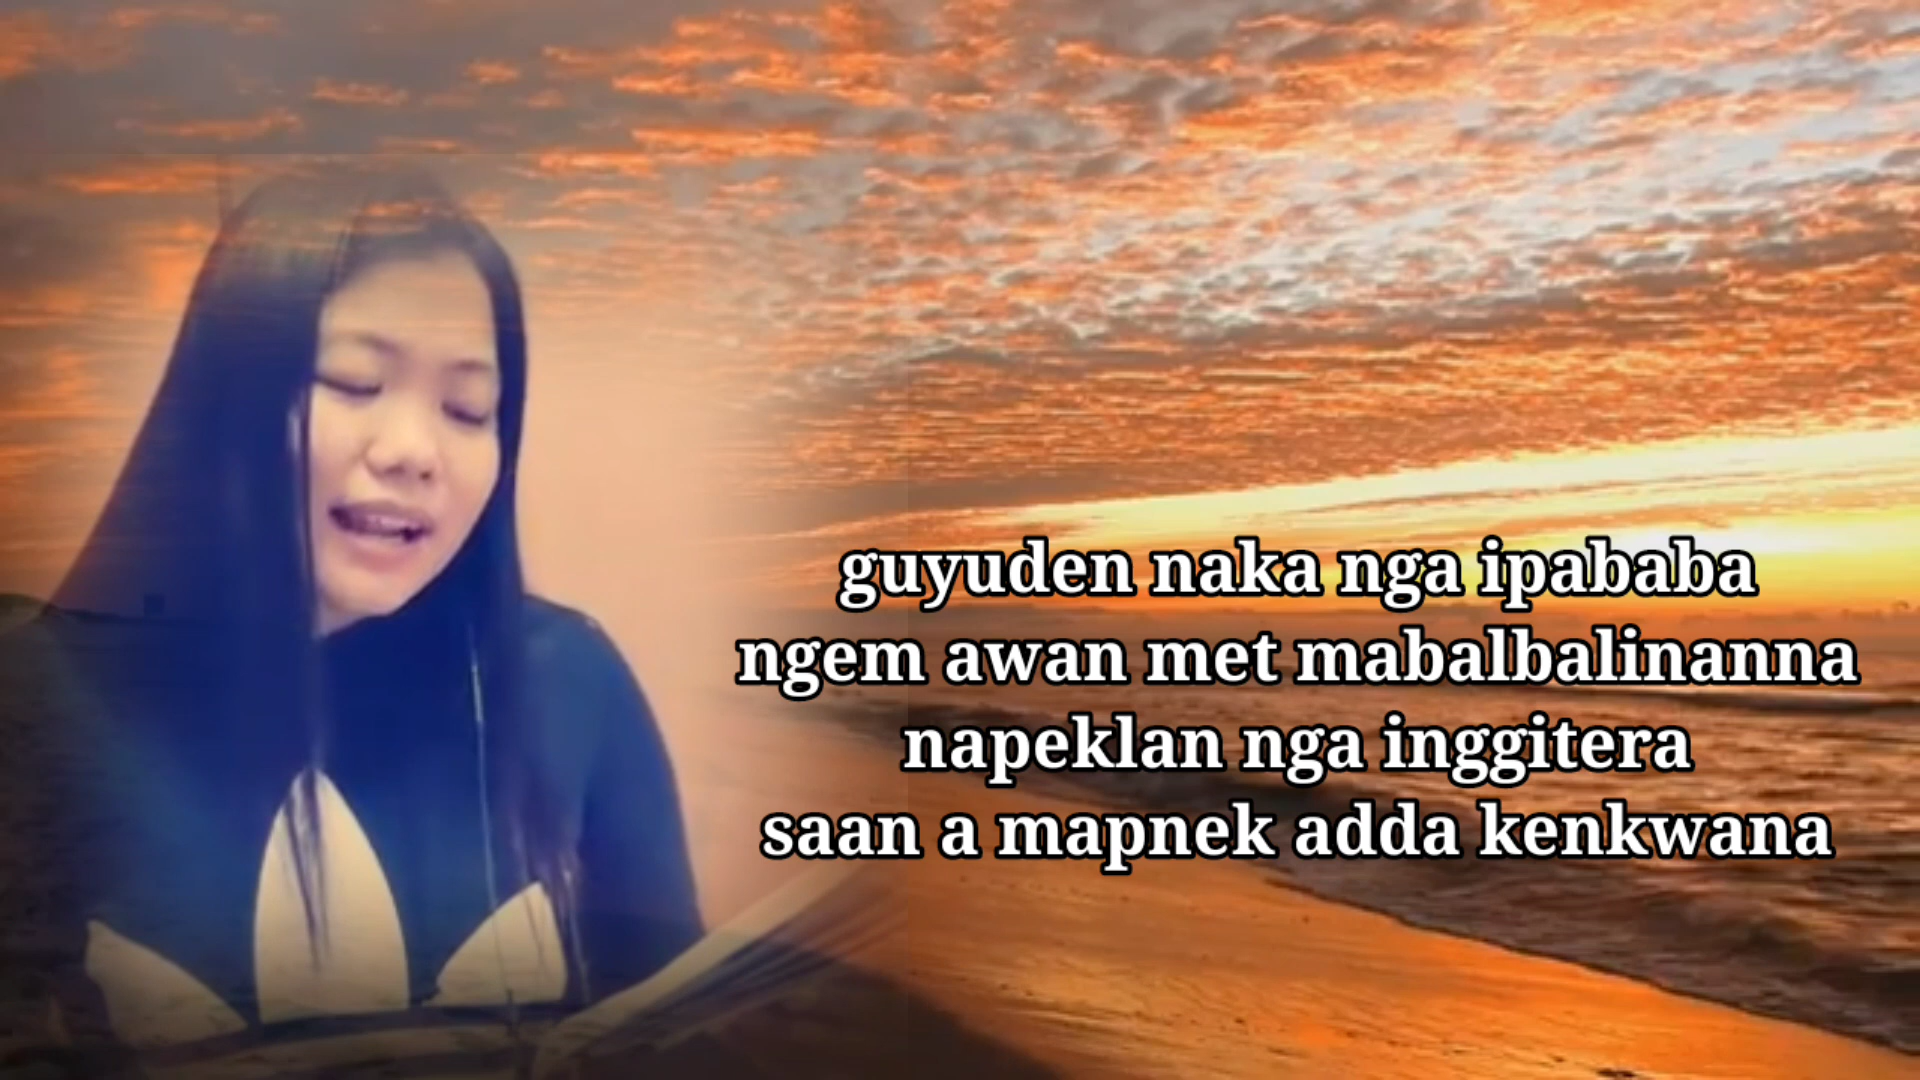 guyuden naka nga ipababa
ngem awan met mabalbalinanna
napeklan nga inggitera
saan a mapnek adda kenkwana